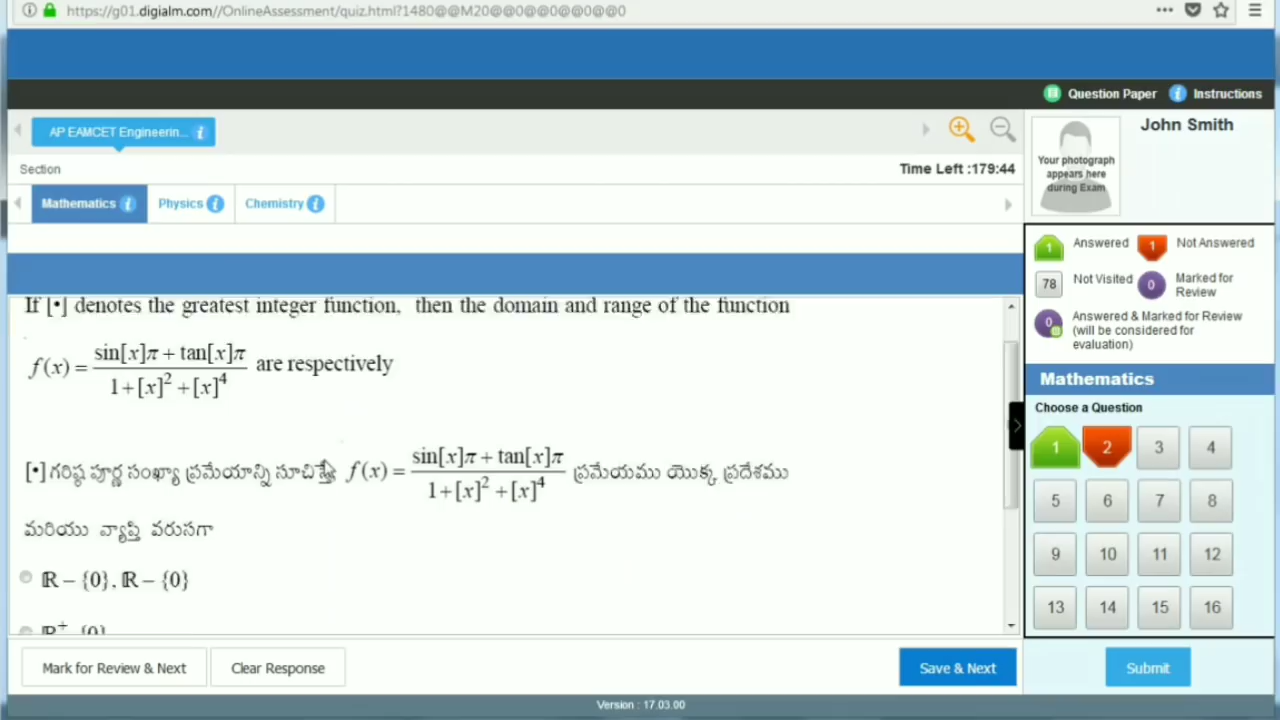 https://g01.digialm.com//OnlineAssessment/quiz.html?1480@@M20@@0@@0@@0@@0
Question Paper
Instructions
AP EAMCET Engineerin...
John Smith
Section
Time Left :179:44
Your photograph
appears here
during Exam
Mathematics
Physics
Chemistry
1 Answered
1 Not Answered
78 Not Visited
0 Marked for Review
0 Answered & Marked for Review
(will be considered for
evaluation)
If [•] denotes the greatest integer function, then the domain and range of the function
f(x) = (sin[x]π + tan[x]π) / (1+[x]² +[x]⁴) are respectively
[•] గరిష్ఠ పూర్ణ సంఖ్యా ప్రమేయాన్ని సూచిస్తే f(x) = (sin[x]π + tan[x]π) / (1+[x]² +[x]⁴) ప్రమేయము యొక్క ప్రదేశము
మరియు వ్యాప్తి వరుసగా
ℝ – {0}, ℝ – {0}
Mathematics
Choose a Question
1 2 3 4
5 6 7 8
9 10 11 12
13 14 15 16
Mark for Review & Next
Clear Response
Save & Next
Submit
Version : 17.03.00